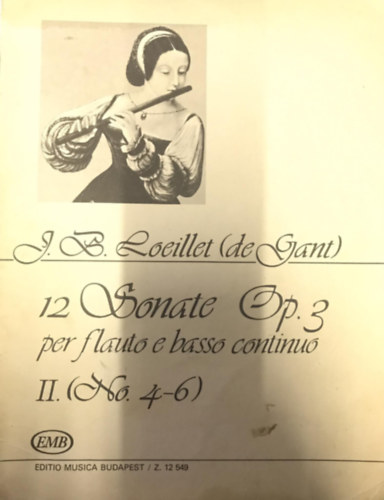 J. B. Loeillet (de Gant)
12 Sonate Op. 3
per flauto e basso continuo
II. (No. 4-6)
EMB
EDITIO MUSICA BUDAPEST / Z. 12 549